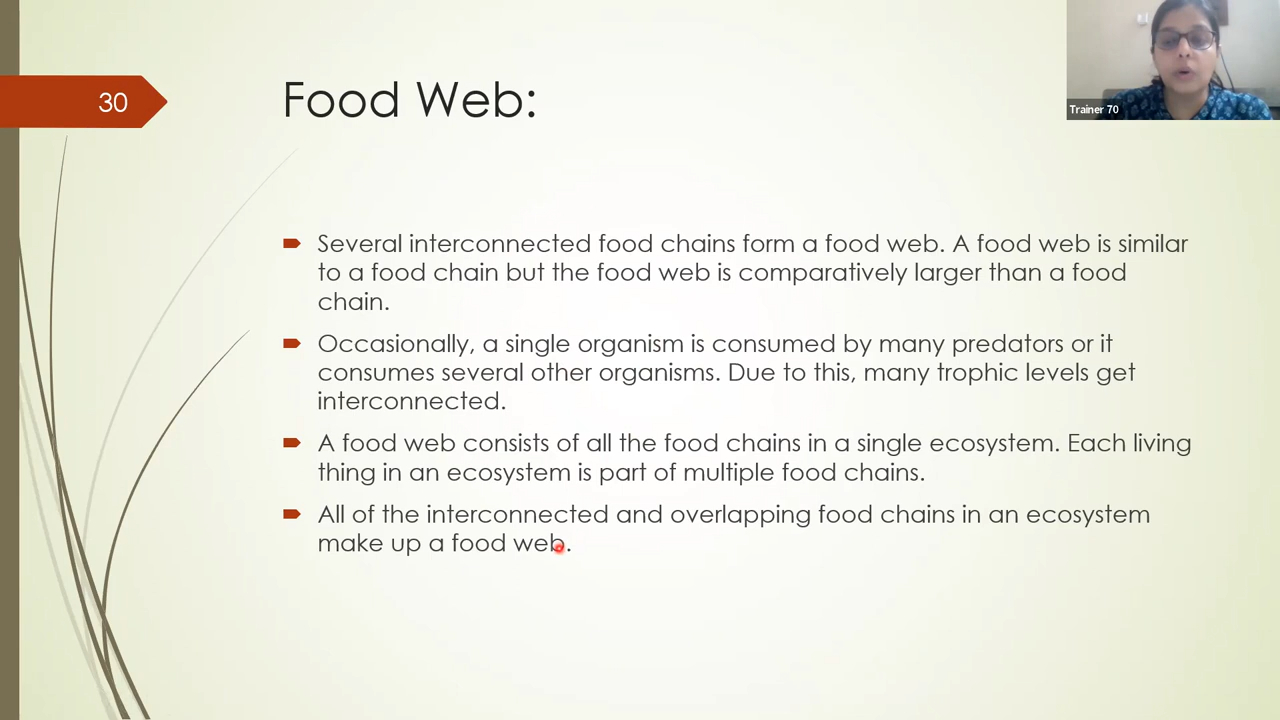 30
Food Web:
Trainer 70
Several interconnected food chains form a food web. A food web is similar
to a food chain but the food web is comparatively larger than a food
chain.
Occasionally, a single organism is consumed by many predators or it
consumes several other organisms. Due to this, many trophic levels get
interconnected.
A food web consists of all the food chains in a single ecosystem. Each living
thing in an ecosystem is part of multiple food chains.
All of the interconnected and overlapping food chains in an ecosystem
make up a food web.